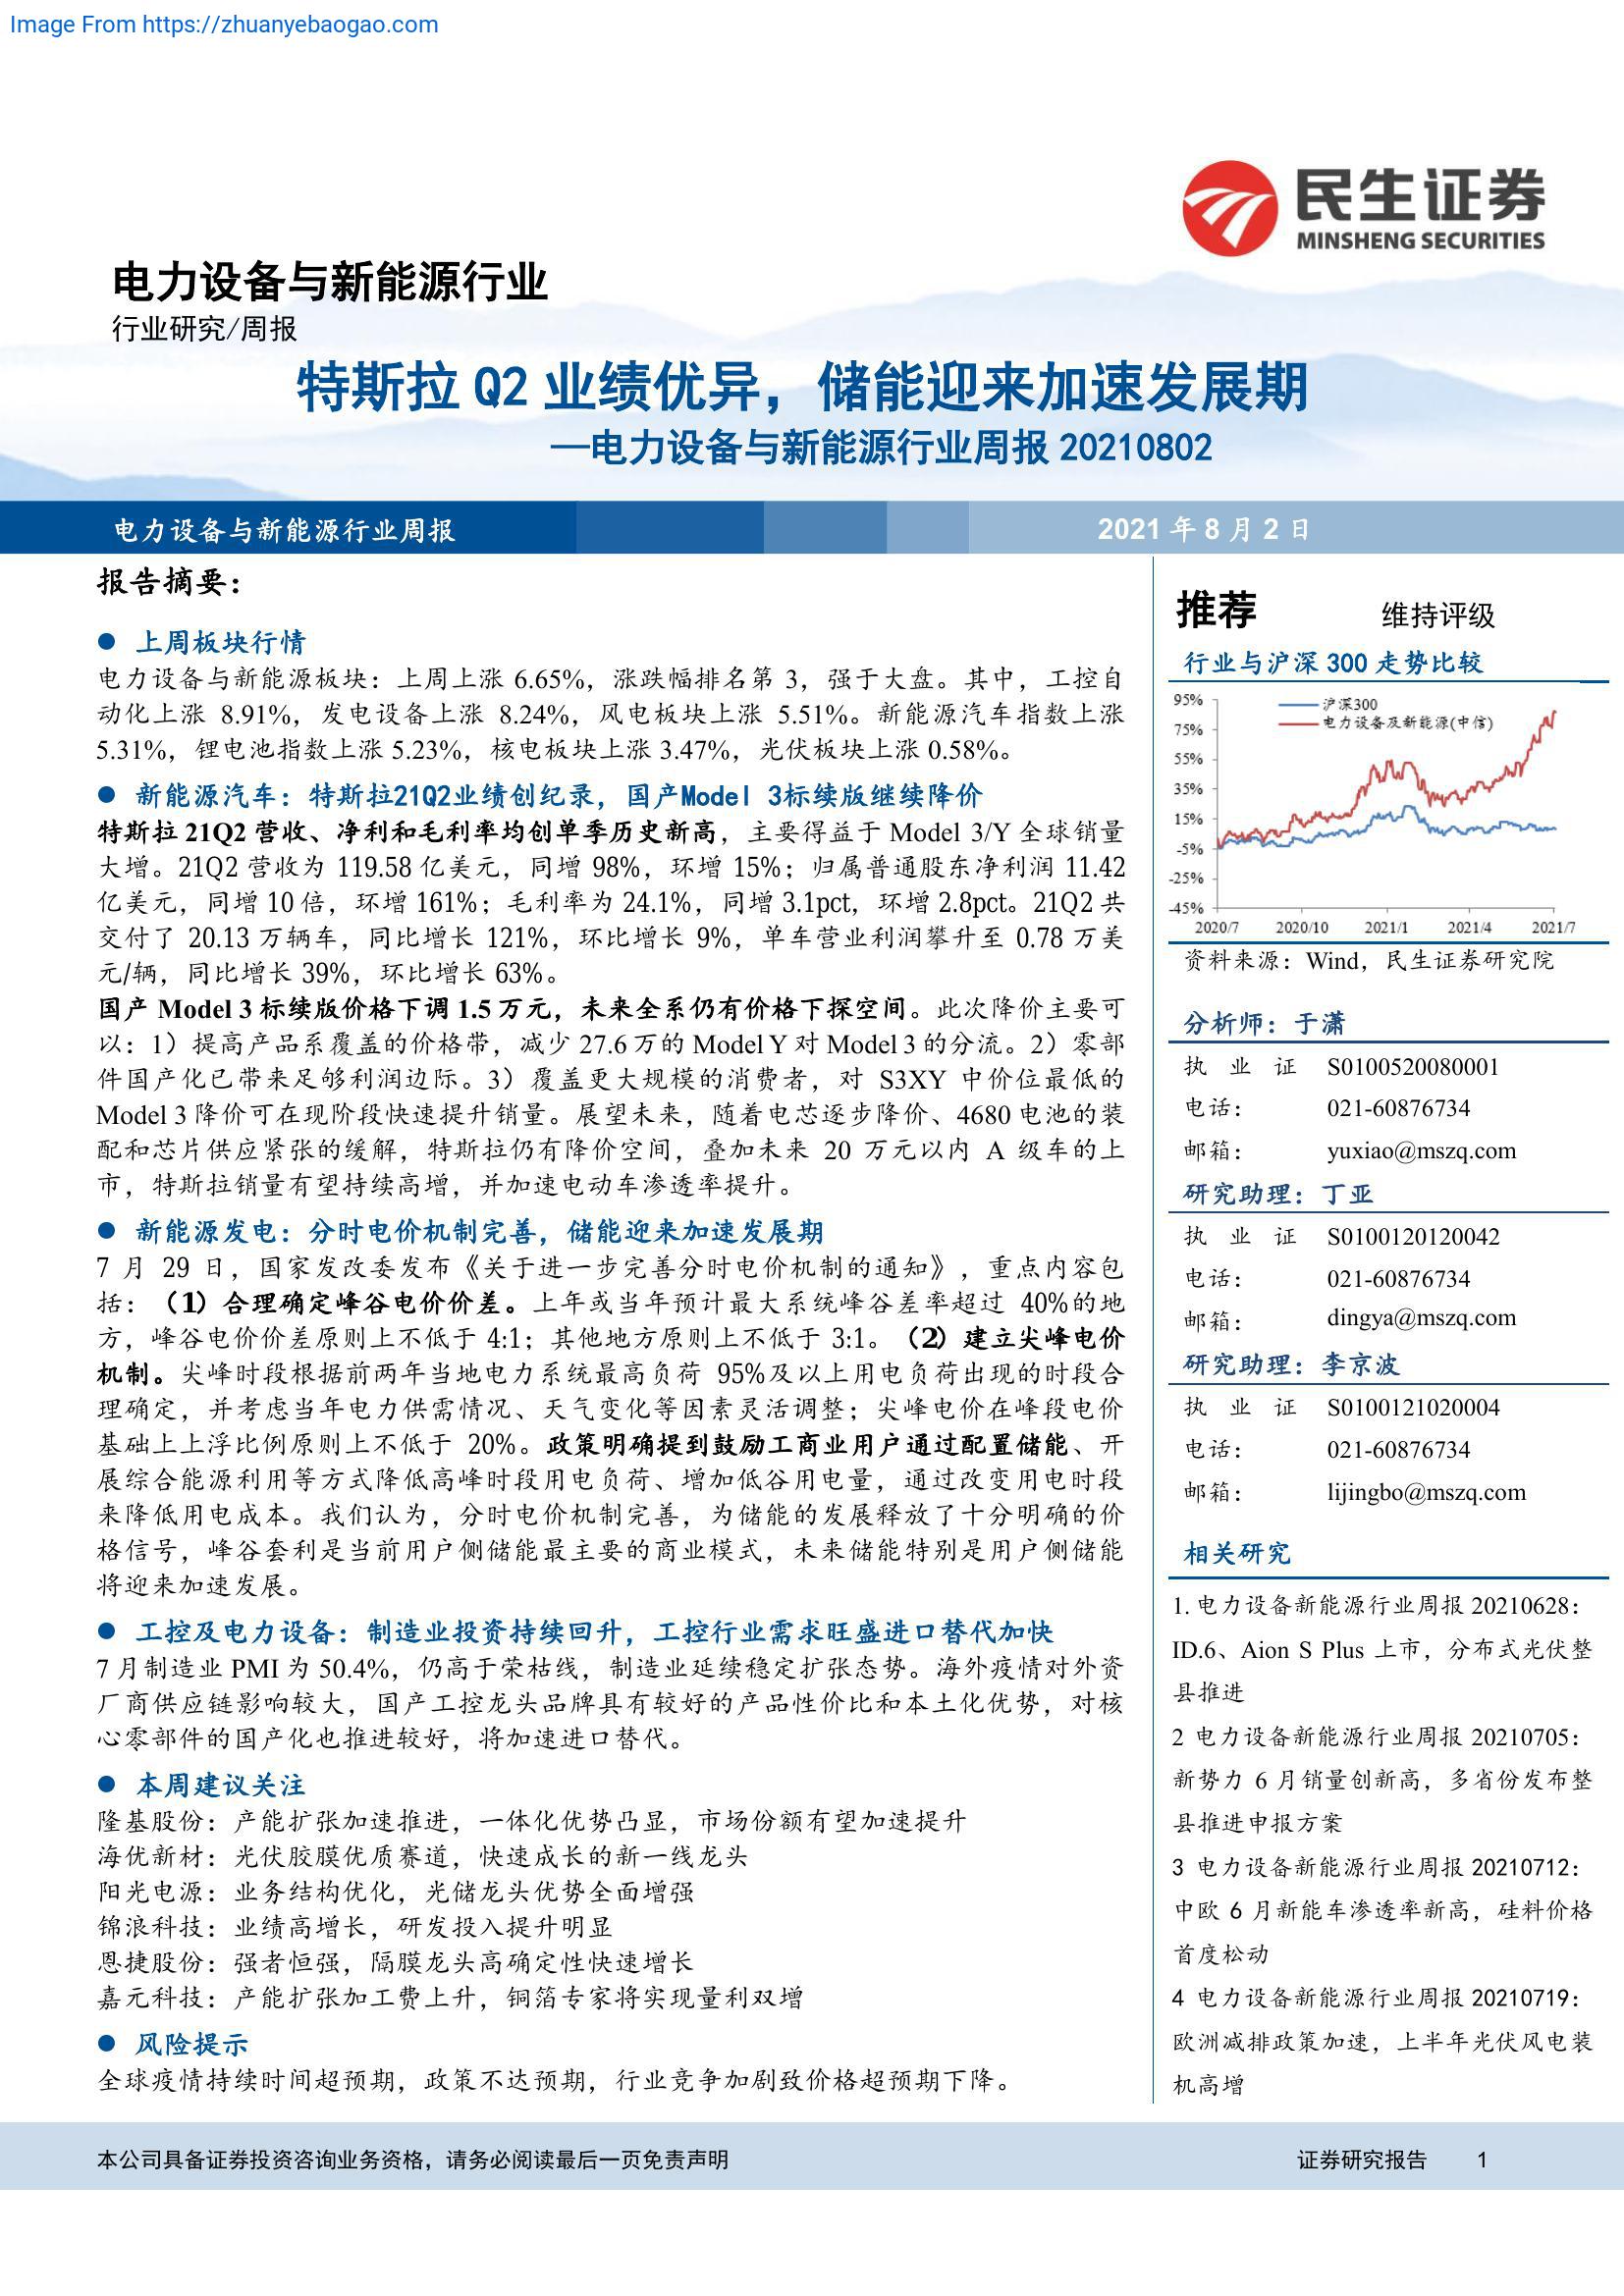 Image From https://zhuanyebaogao.com
民生证券
MINSHENG SECURITIES
电力设备与新能源行业
行业研究/周报
特斯拉 Q2 业绩优异，储能迎来加速发展期
—电力设备与新能源行业周报 20210802
电力设备与新能源行业周报
2021 年 8 月 2 日
报告摘要：
● 上周板块行情
电力设备与新能源板块：上周上涨 6.65%，涨跌幅排名第 3，强于大盘。其中，工控自
动化上涨 8.91%，发电设备上涨 8.24%，风电板块上涨 5.51%。新能源汽车指数上涨
5.31%，锂电池指数上涨 5.23%，核电板块上涨 3.47%，光伏板块上涨 0.58%。
● 新能源汽车：特斯拉21Q2业绩创纪录，国产Model 3标续版继续降价
特斯拉 21Q2 营收、净利和毛利率均创单季历史新高，主要得益于 Model 3/Y 全球销量
大增。21Q2 营收为 119.58 亿美元，同增 98%，环增 15%；归属普通股东净利润 11.42
亿美元，同增 10 倍，环增 161%；毛利率为 24.1%，同增 3.1pct，环增 2.8pct。21Q2 共
交付了 20.13 万辆车，同比增长 121%，环比增长 9%，单车营业利润攀升至 0.78 万美
元/辆，同比增长 39%，环比增长 63%。
国产 Model 3 标续版价格下调 1.5 万元，未来全系仍有价格下探空间。此次降价主要可
以：1）提高产品系覆盖的价格带，减少 27.6 万的 Model Y 对 Model 3 的分流。2）零部
件国产化已带来足够利润边际。3）覆盖更大规模的消费者，对 S3XY 中价位最低的
Model 3 降价可在现阶段快速提升销量。展望未来，随着电芯逐步降价、4680 电池的装
配和芯片供应紧张的缓解，特斯拉仍有降价空间，叠加未来 20 万元以内 A 级车的上
市，特斯拉销量有望持续高增，并加速电动车渗透率提升。
● 新能源发电：分时电价机制完善，储能迎来加速发展期
7 月 29 日，国家发改委发布《关于进一步完善分时电价机制的通知》，重点内容包
括：（1）合理确定峰谷电价价差。上年或当年预计最大系统峰谷差率超过 40%的地
方，峰谷电价价差原则上不低于 4:1；其他地方原则上不低于 3:1。（2）建立尖峰电价
机制。尖峰时段根据前两年当地电力系统最高负荷 95%及以上用电负荷出现的时段合
理确定，并考虑当年电力供需情况、天气变化等因素灵活调整；尖峰电价在峰段电价
基础上上浮比例原则上不低于 20%。政策明确提到鼓励工商业用户通过配置储能、开
展综合能源利用等方式降低高峰时段用电负荷、增加低谷用电量，通过改变用电时段
来降低用电成本。我们认为，分时电价机制完善，为储能的发展释放了十分明确的价
格信号，峰谷套利是当前用户侧储能最主要的商业模式，未来储能特别是用户侧储能
将迎来加速发展。
● 工控及电力设备：制造业投资持续回升，工控行业需求旺盛进口替代加快
7 月制造业 PMI 为 50.4%，仍高于荣枯线，制造业延续稳定扩张态势。海外疫情对外资
厂商供应链影响较大，国产工控龙头品牌具有较好的产品性价比和本土化优势，对核
心零部件的国产化也推进较好，将加速进口替代。
● 本周建议关注
隆基股份：产能扩张加速推进，一体化优势凸显，市场份额有望加速提升
海优新材：光伏胶膜优质赛道，快速成长的新一线龙头
阳光电源：业务结构优化，光储龙头优势全面增强
锦浪科技：业绩高增长，研发投入提升明显
恩捷股份：强者恒强，隔膜龙头高确定性快速增长
嘉元科技：产能扩张加工费上升，铜箔专家将实现量利双增
● 风险提示
全球疫情持续时间超预期，政策不达预期，行业竞争加剧致价格超预期下降。
推荐 维持评级
行业与沪深 300 走势比较
沪深300
电力设备及新能源(中信)
95%
75%
55%
35%
15%
-5%
-25%
-45%
2020/7 2020/10 2021/1 2021/4 2021/7
资料来源：Wind，民生证券研究院
分析师：于潇
执 业 证 S0100520080001
电话： 021-60876734
邮箱： yuxiao@mszq.com
研究助理：丁亚
执 业 证 S0100120120042
电话： 021-60876734
邮箱： dingya@mszq.com
研究助理：李京波
执 业 证 S0100121020004
电话： 021-60876734
邮箱： lijingbo@mszq.com
相关研究
1. 电力设备新能源行业周报 20210628：
ID.6、Aion S Plus 上市，分布式光伏整
县推进
2 电力设备新能源行业周报 20210705：
新势力 6 月销量创新高，多省份发布整
县推进申报方案
3 电力设备新能源行业周报 20210712：
中欧 6 月新能车渗透率新高，硅料价格
首度松动
4 电力设备新能源行业周报 20210719：
欧洲减排政策加速，上半年光伏风电装
机高增
本公司具备证券投资咨询业务资格，请务必阅读最后一页免责声明
证券研究报告 1